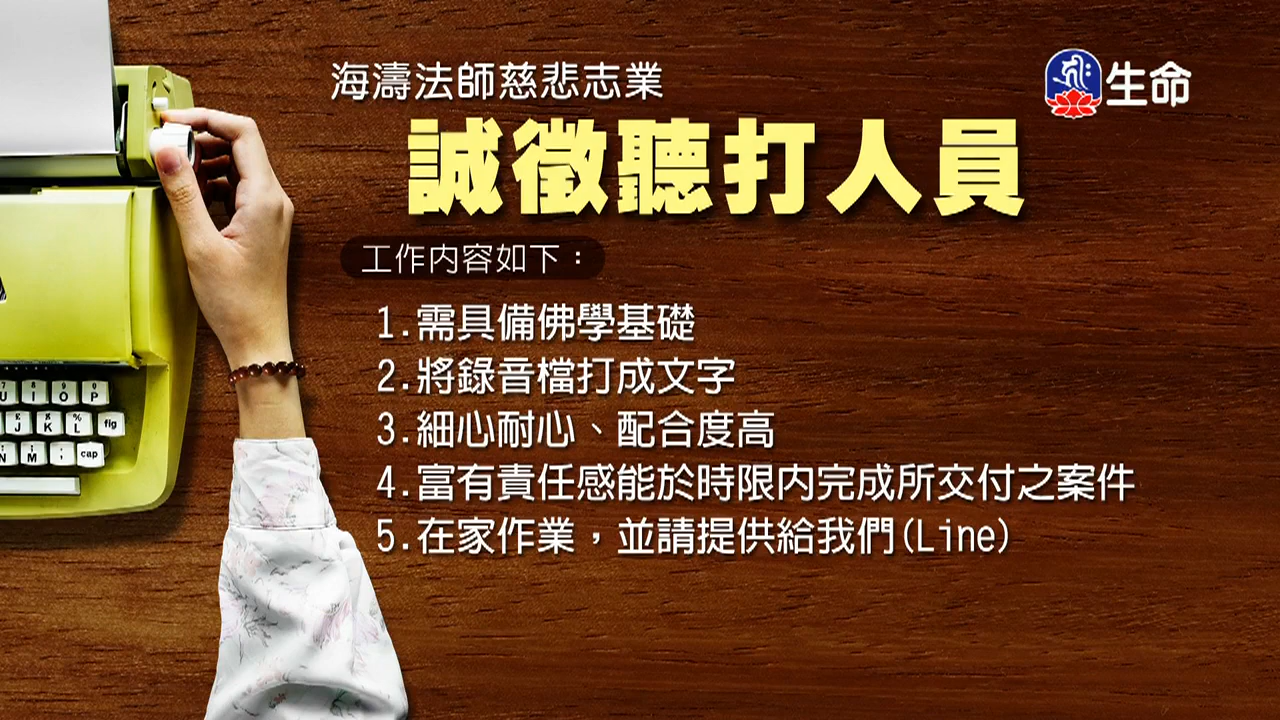 海濤法師慈悲志業
生命
誠徵聽打人員
工作內容如下：
1.需具備佛學基礎
2.將錄音檔打成文字
3.細心耐心、配合度高
4.富有責任感能於時限內完成所交付之案件
5.在家作業，並請提供給我們(Line)
U I O P
J K L fig
N M cap